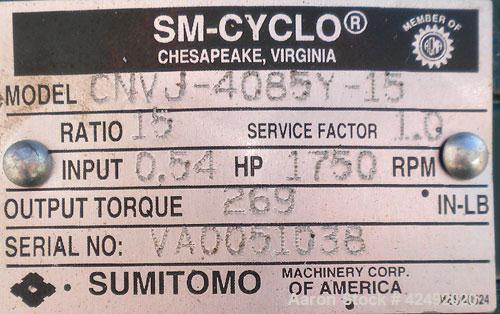 SM-CYCLO®
CHESAPEAKE, VIRGINIA
MEMBER OF
AGMA
MODEL CNVJ-4085Y-15
RATIO 15 SERVICE FACTOR 1.0
INPUT 0.54 HP 1750 RPM
OUTPUT TORQUE 269 IN-LB
SERIAL NO: VA0051038
SUMITOMO MACHINERY CORP.
OF AMERICA
Aaron Stock #